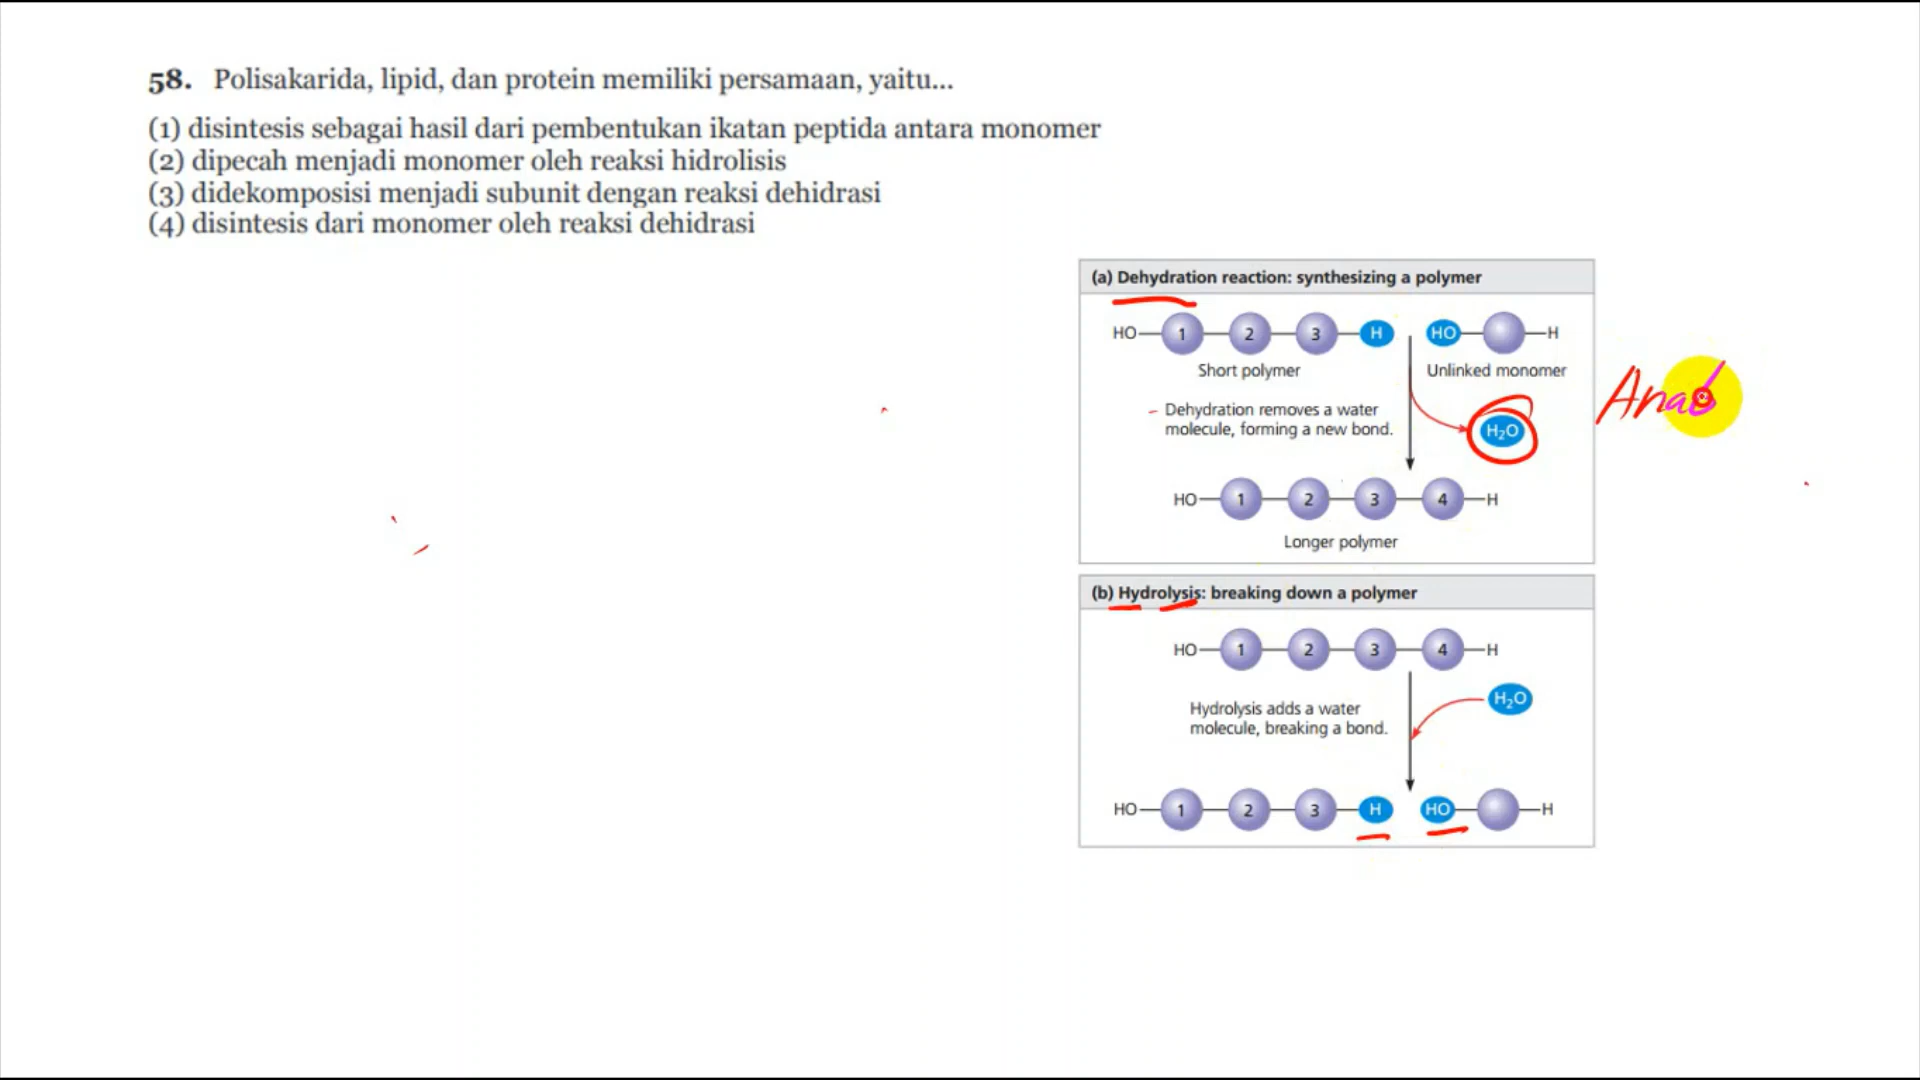 58. Polisakarida, lipid, dan protein memiliki persamaan, yaitu...
(1) disintesis sebagai hasil dari pembentukan ikatan peptida antara monomer
(2) dipecah menjadi monomer oleh reaksi hidrolisis
(3) didekomposisi menjadi subunit dengan reaksi dehidrasi
(4) disintesis dari monomer oleh reaksi dehidrasi
(a) Dehydration reaction: synthesizing a polymer
HO 1 2 3 H HO H
Short polymer Unlinked monomer
Dehydration removes a water
molecule, forming a new bond.
H₂O
Anab
HO 1 2 3 4 H
Longer polymer
(b) Hydrolysis: breaking down a polymer
HO 1 2 3 4 H
H₂O
Hydrolysis adds a water
molecule, breaking a bond.
HO 1 2 3 H HO H